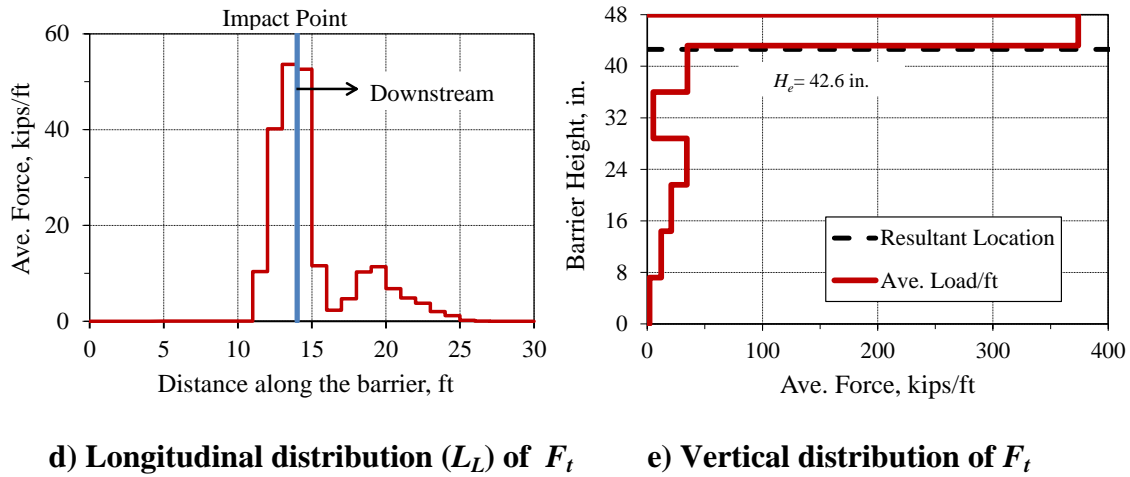 Impact Point
60
40
20
0
Ave. Force, kips/ft
Downstream
0 5 10 15 20 25 30
Distance along the barrier, ft
48
40
32
24
16
8
0
Barrier Height, in.
Hₑ= 42.6 in.
Resultant Location
Ave. Load/ft
0 100 200 300 400
Ave. Force, kips/ft
d) Longitudinal distribution (L_L) of F_t
e) Vertical distribution of F_t